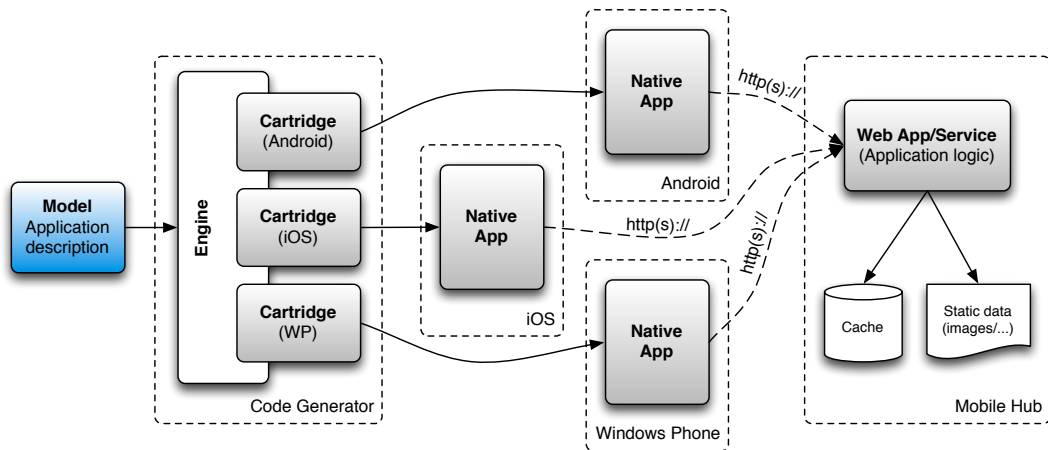 Model
Application
description
Engine
Cartridge
(Android)
Cartridge
(iOS)
Cartridge
(WP)
Code Generator
Native
App
iOS
Native
App
Android
Native
App
Windows Phone
http(s)://
http(s)://
http(s)://
Web App/Service
(Application logic)
Cache
Static data
(images/...)
Mobile Hub